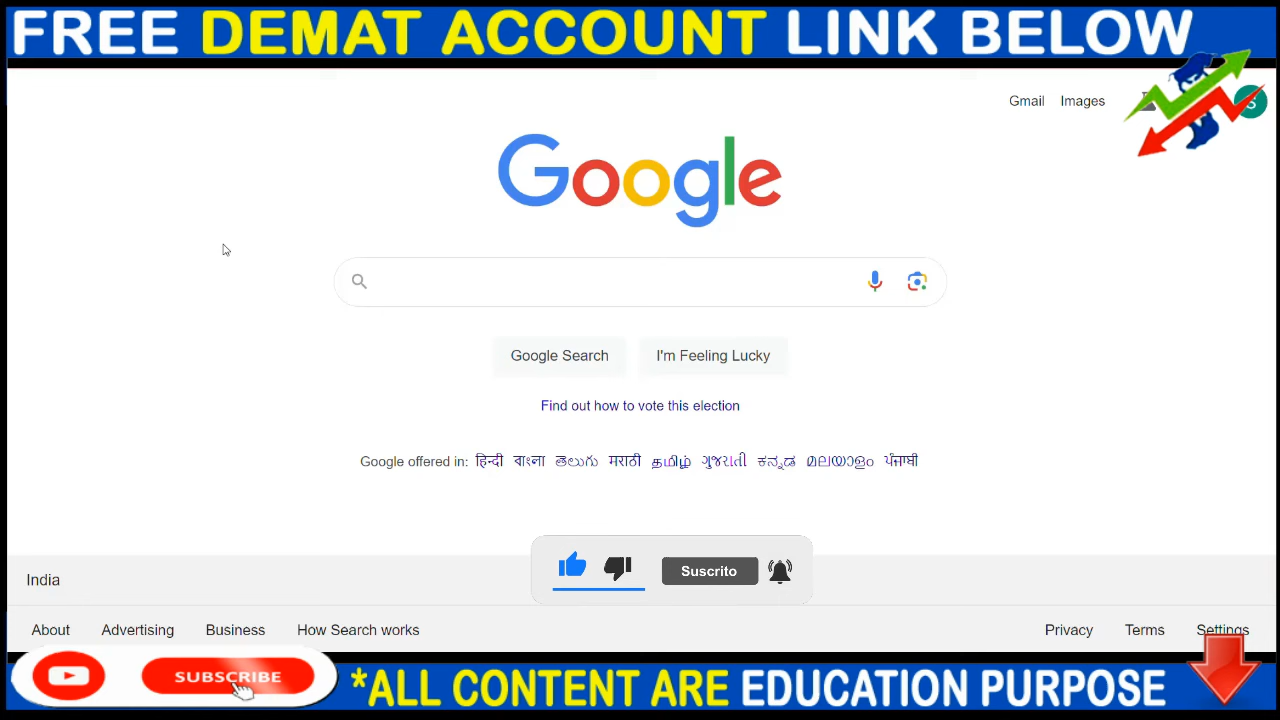 FREE DEMAT ACCOUNT LINK BELOW
Gmail Images
Google
Google Search I'm Feeling Lucky
Find out how to vote this election
Google offered in: हिन्दी বাংলা తెలుగు मराठी தமிழ் ગુજરાતી ಕನ್ನಡ മലയാളം ਪੰਜਾਬੀ
Suscrito
India
About Advertising Business How Search works Privacy Terms Settings
SUBSCRIBE
*ALL CONTENT ARE EDUCATION PURPOSE